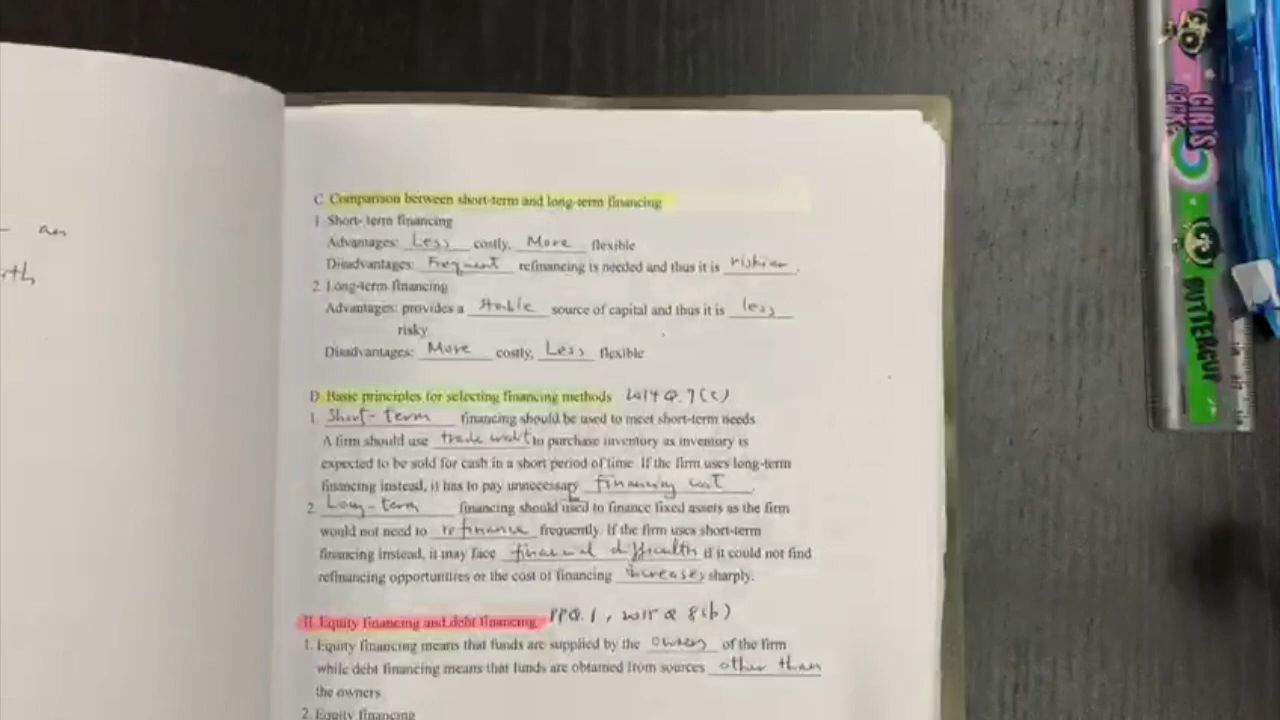 - an
rth
C. Comparison between short-term and long-term financing
1. Short-term financing
Advantages: Less costly, More flexible
Disadvantages: Frequent refinancing is needed and thus it is riskier.
2. Long-term financing
Advantages: provides a stable source of capital and thus it is less
risky
Disadvantages: More costly, Less flexible
D. Basic principles for selecting financing methods 2014 Q.7(c)
1. Short-term financing should be used to meet short-term needs
A firm should use trade to purchase inventory as inventory is
expected to be sold for cash in a short period of time. If the firm uses long-term
financing instead, it has to pay unnecessary financing cost.
2. Long-term financing should used to finance fixed assets as the firm
would not need to refinance frequently. If the firm uses short-term
financing instead, it may face financial if it could not find
refinancing opportunities or the cost of financing increases sharply.
II. Equity financing and debt financing PPQ.1, Q 8(b)
1. Equity financing means that funds are supplied by the owners of the firm
while debt financing means that funds are obtained from sources other than
the owners
2. Equity financing
GIRLS
ROCK
BUTTERCUP